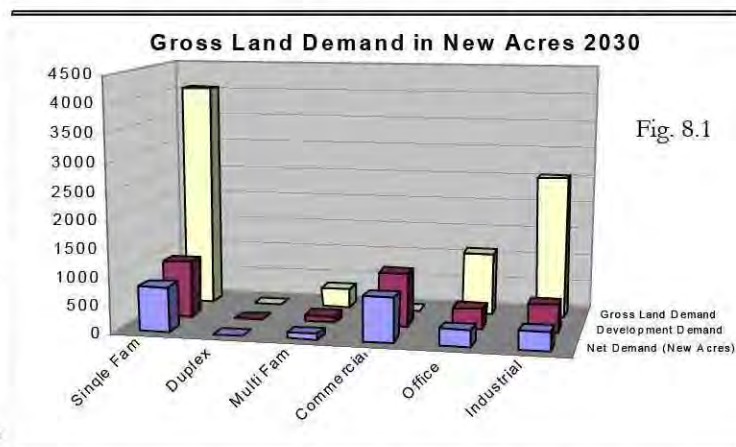 Gross Land Demand in New Acres 2030
4500
4000
3500
3000
2500
2000
1500
1000
500
0
Fig. 8.1
Gross Land Demand
Development Demand
Net Demand (New Acres)
Single Fam
Duplex
Multi Fam
Commercial
Office
Industrial